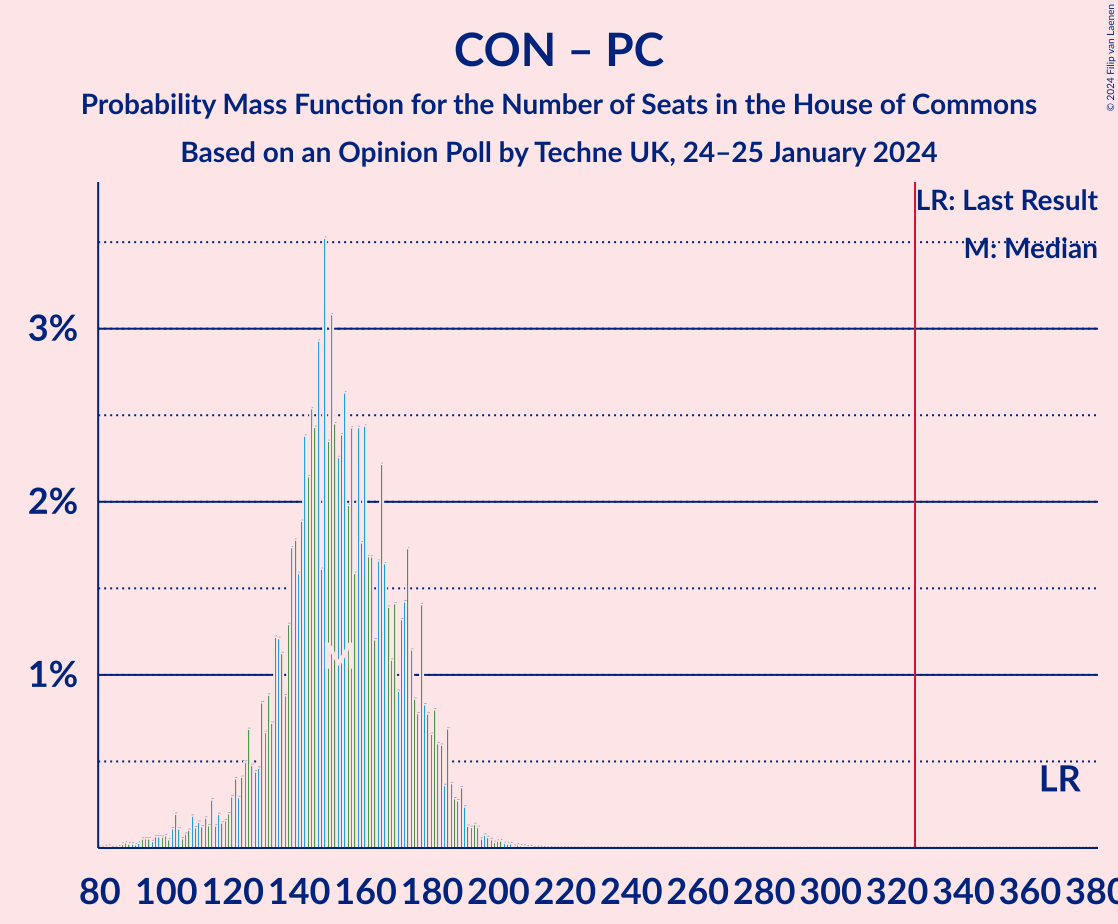 CON – PC
Probability Mass Function for the Number of Seats in the House of Commons
Based on an Opinion Poll by Techne UK, 24–25 January 2024
© 2024 Filip van Laenen
LR: Last Result
M: Median
3%
2%
1%
M
LR
80 100 120 140 160 180 200 220 240 260 280 300 320 340 360 380